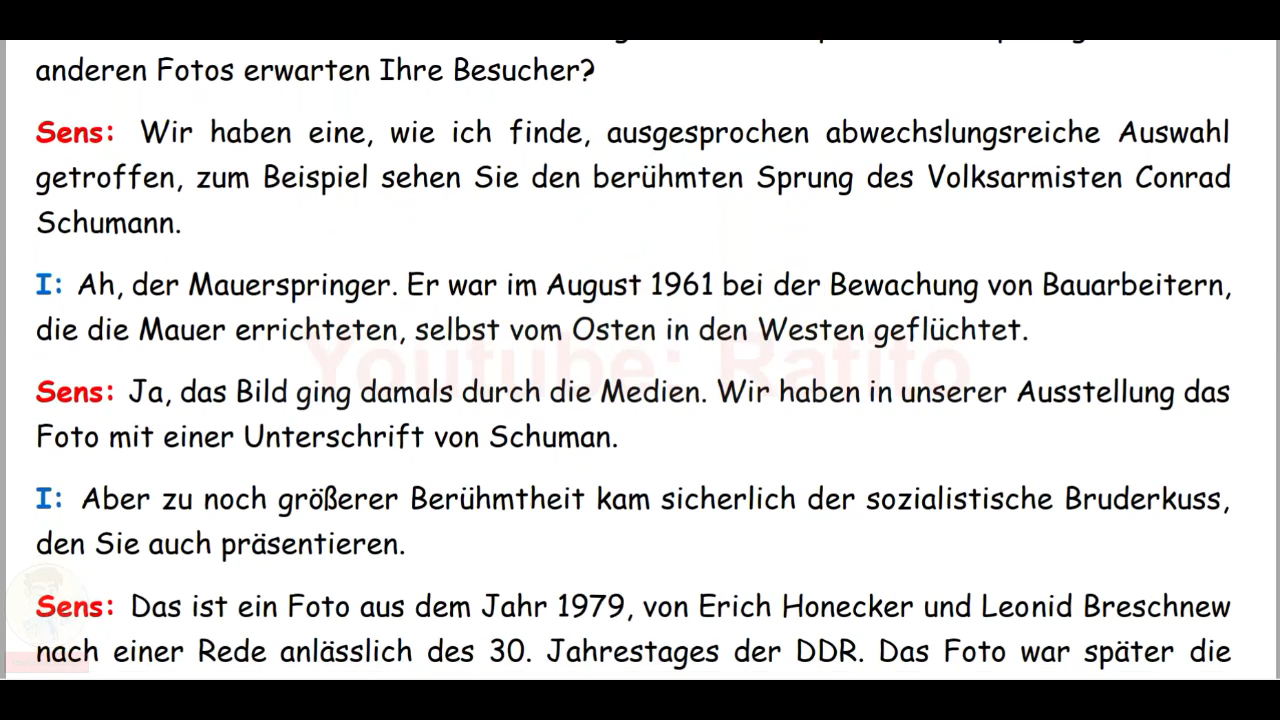 anderen Fotos erwarten Ihre Besucher?
Sens: Wir haben eine, wie ich finde, ausgesprochen abwechslungsreiche Auswahl
getroffen, zum Beispiel sehen Sie den berühmten Sprung des Volksarmisten Conrad
Schumann.
I: Ah, der Mauerspringer. Er war im August 1961 bei der Bewachung von Bauarbeitern,
die die Mauer errichteten, selbst vom Osten in den Westen geflüchtet.
Youtube: Rafito
Sens: Ja, das Bild ging damals durch die Medien. Wir haben in unserer Ausstellung das
Foto mit einer Unterschrift von Schuman.
I: Aber zu noch größerer Berühmtheit kam sicherlich der sozialistische Bruderkuss,
den Sie auch präsentieren.
Sens: Das ist ein Foto aus dem Jahr 1979, von Erich Honecker und Leonid Breschnew
nach einer Rede anlässlich des 30. Jahrestages der DDR. Das Foto war später die